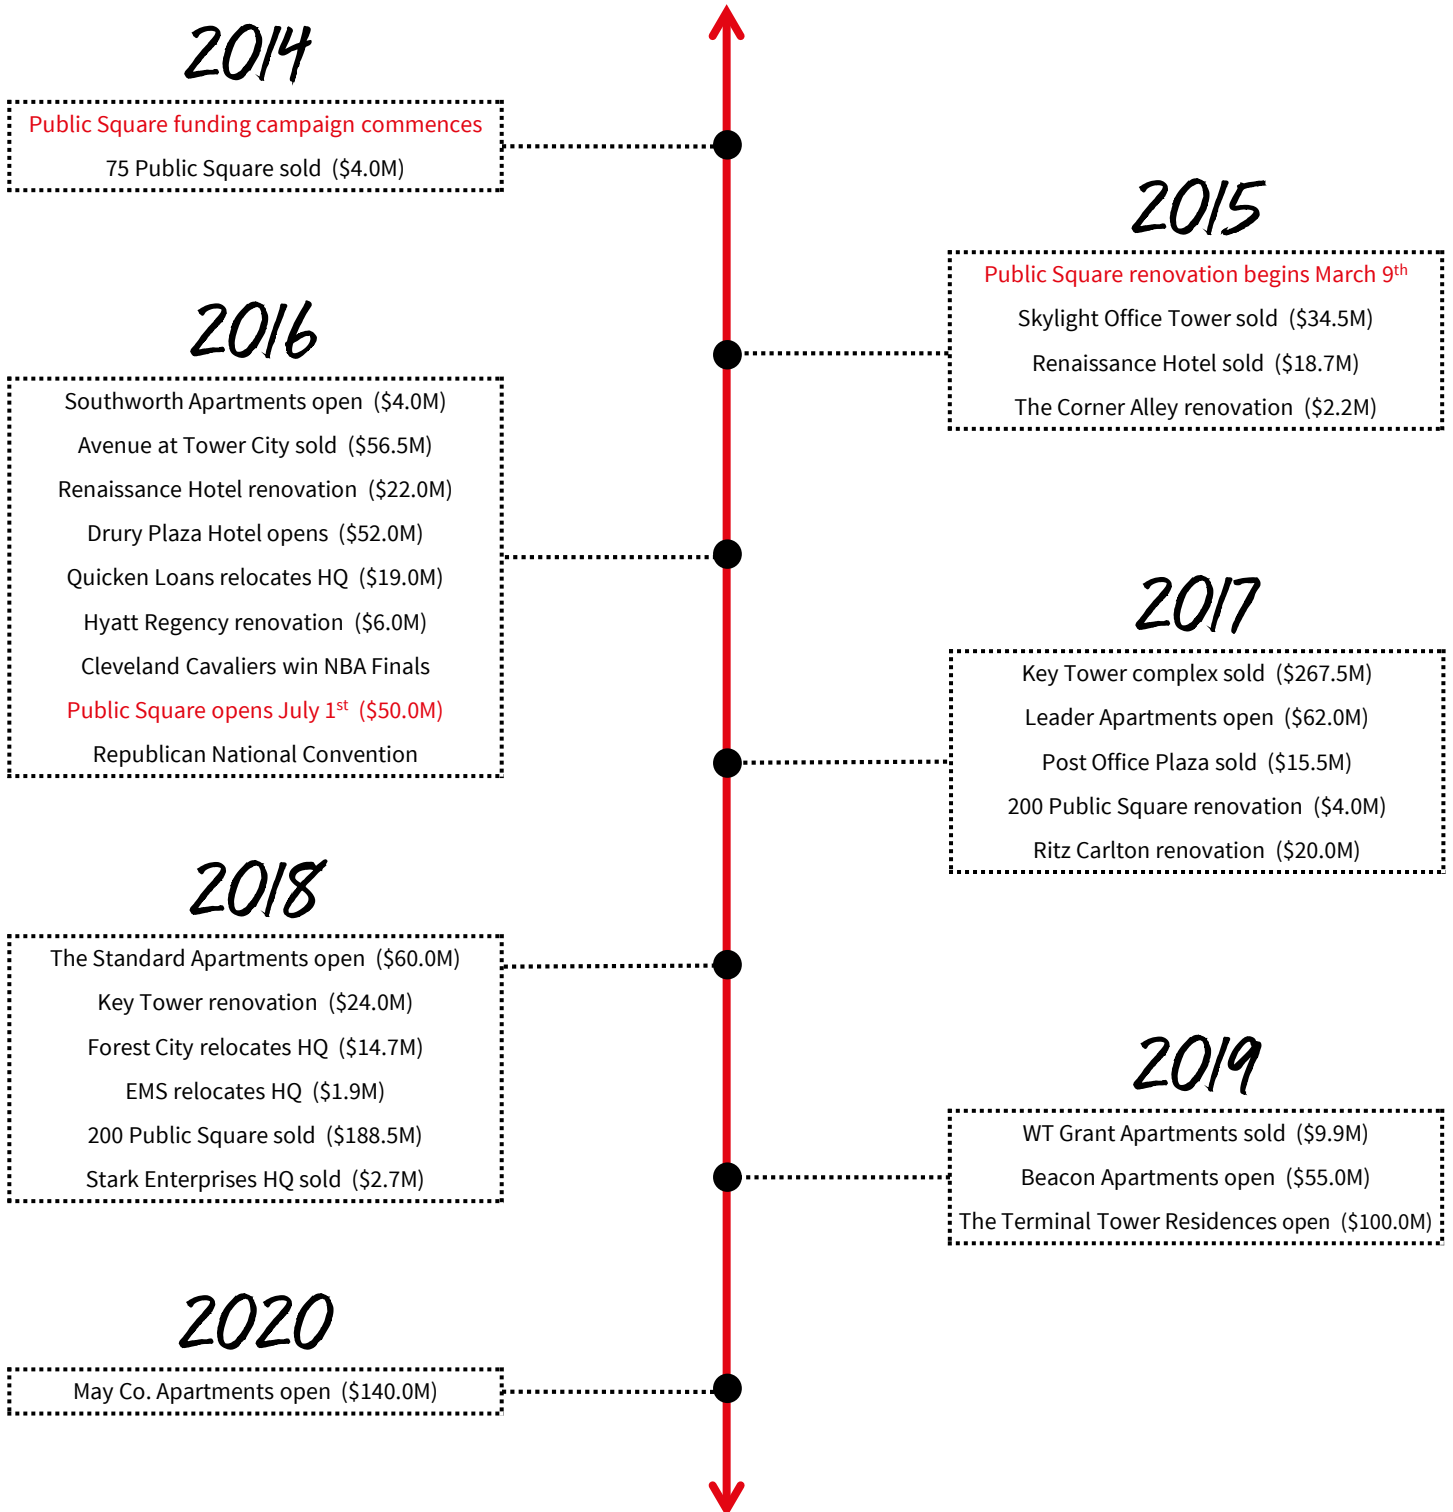 2014
Public Square funding campaign commences
75 Public Square sold ($4.0M)
2015
Public Square renovation begins March 9th
Skylight Office Tower sold ($34.5M)
Renaissance Hotel sold ($18.7M)
The Corner Alley renovation ($2.2M)
2016
Southworth Apartments open ($4.0M)
Avenue at Tower City sold ($56.5M)
Renaissance Hotel renovation ($22.0M)
Drury Plaza Hotel opens ($52.0M)
Quicken Loans relocates HQ ($19.0M)
Hyatt Regency renovation ($6.0M)
Cleveland Cavaliers win NBA Finals
Public Square opens July 1st ($50.0M)
Republican National Convention
2017
Key Tower complex sold ($267.5M)
Leader Apartments open ($62.0M)
Post Office Plaza sold ($15.5M)
200 Public Square renovation ($4.0M)
Ritz Carlton renovation ($20.0M)
2018
The Standard Apartments open ($60.0M)
Key Tower renovation ($24.0M)
Forest City relocates HQ ($14.7M)
EMS relocates HQ ($1.9M)
200 Public Square sold ($188.5M)
Stark Enterprises HQ sold ($2.7M)
2019
WT Grant Apartments sold ($9.9M)
Beacon Apartments open ($55.0M)
The Terminal Tower Residences open ($100.0M)
2020
May Co. Apartments open ($140.0M)